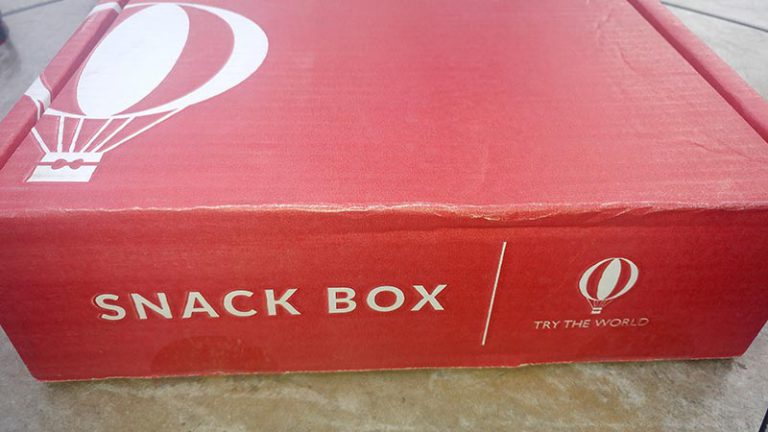 SNACK BOX
TRY THE WORLD